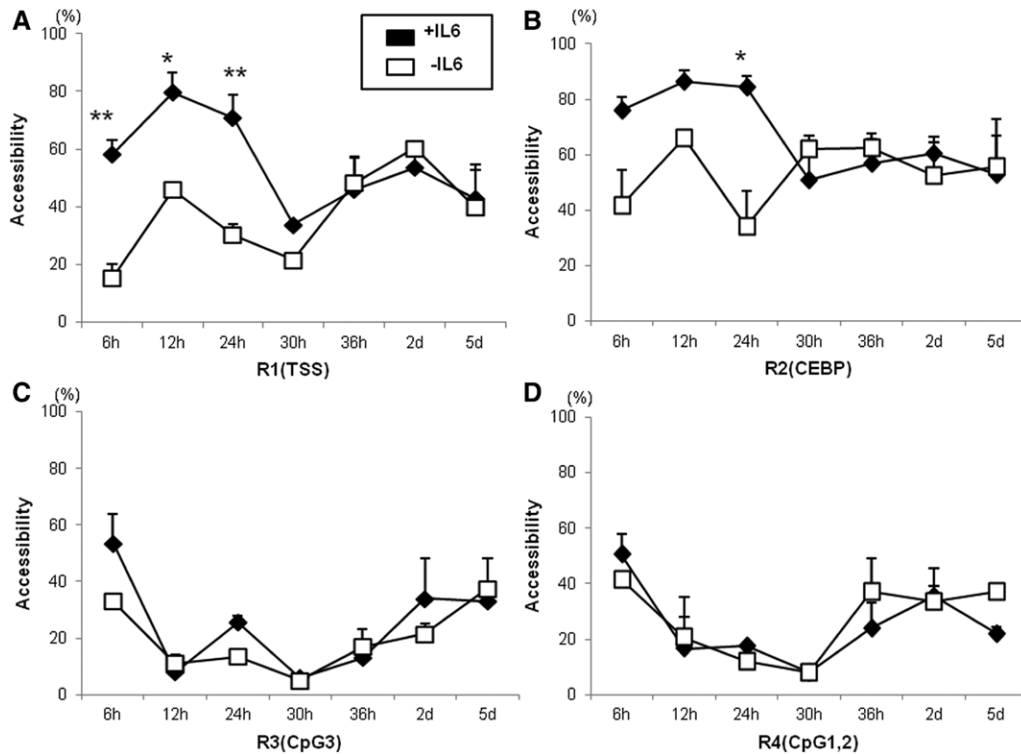 A
(%)
100
80
60
40
20
0
Accessibility
**
*
**
+IL6
-IL6
6h 12h 24h 30h 36h 2d 5d
R1(TSS)
B
(%)
100
80
60
40
20
0
Accessibility
*
6h 12h 24h 30h 36h 2d 5d
R2(CEBP)
C
(%)
100
80
60
40
20
0
Accessibility
6h 12h 24h 30h 36h 2d 5d
R3(CpG3)
D
(%)
100
80
60
40
20
0
Accessibility
6h 12h 24h 30h 36h 2d 5d
R4(CpG1,2)